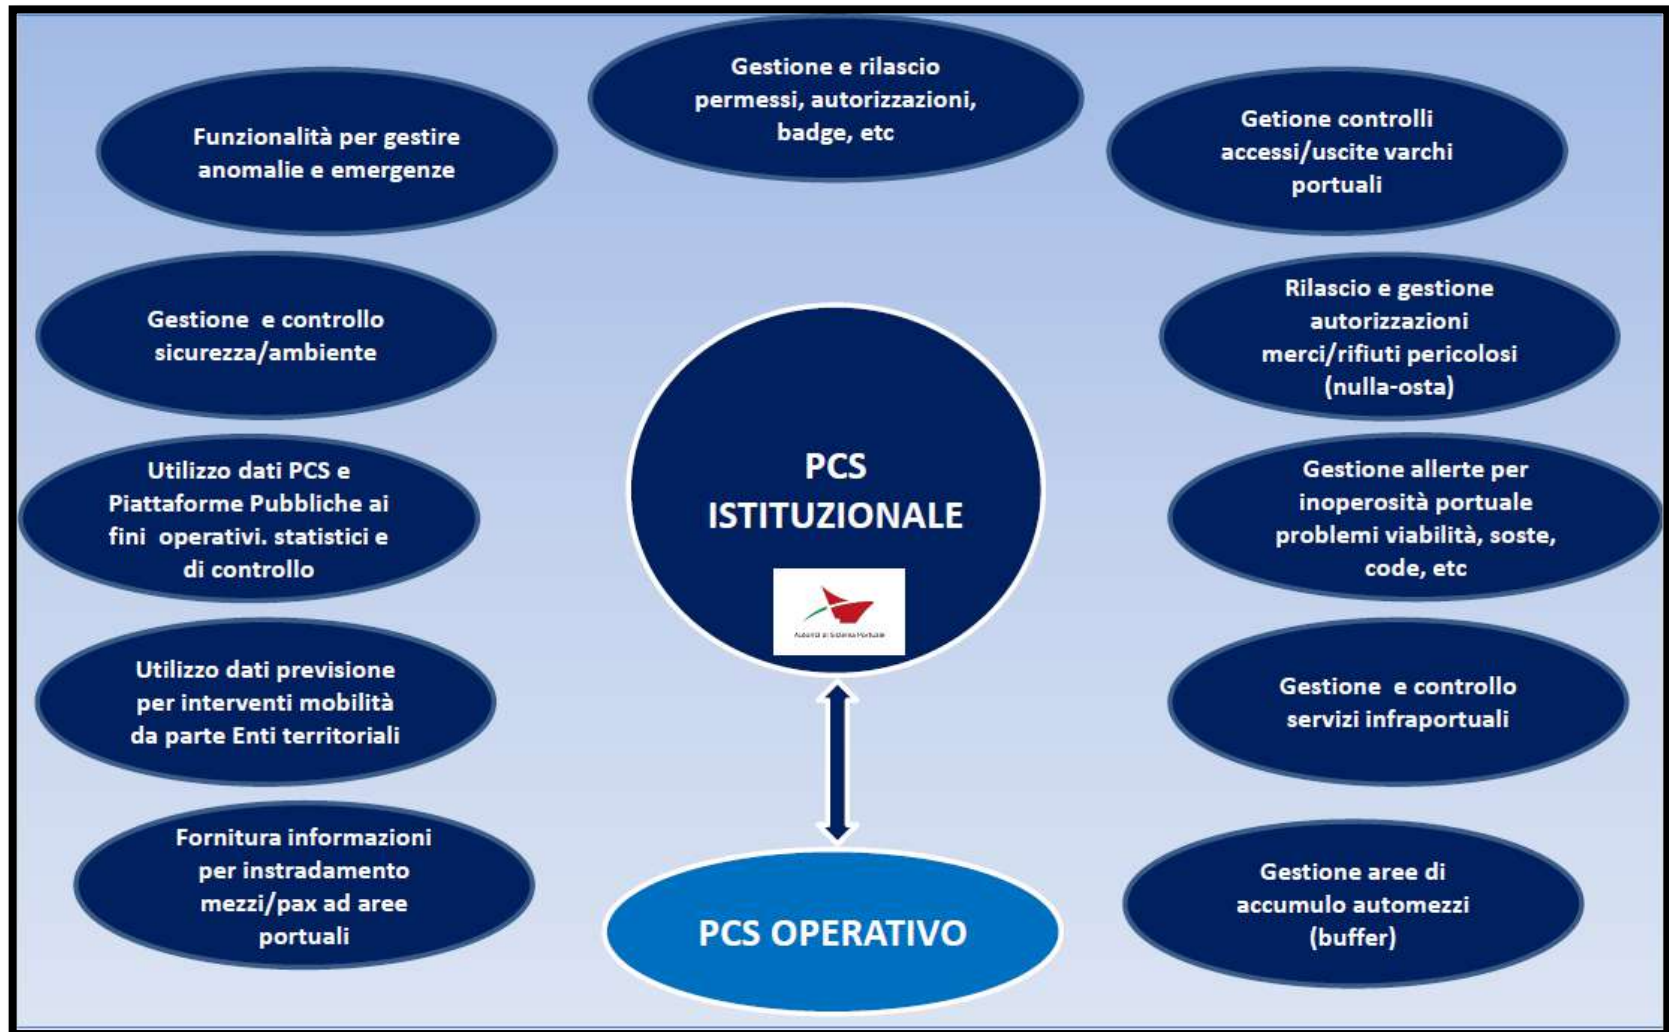 Gestione e rilascio
permessi, autorizzazioni,
badge, etc
Funzionalità per gestire
anomalie e emergenze
Getione controlli
accessi/uscite varchi
portuali
Gestione e controllo
sicurezza/ambiente
Rilascio e gestione
autorizzazioni
merci/rifiuti pericolosi
(nulla-osta)
Utilizzo dati PCS e
Piattaforme Pubbliche ai
fini operativi. statistici e
di controllo
PCS
ISTITUZIONALE
Autorità di Sistema Portuale
Gestione allerte per
inoperosità portuale
problemi viabilità, soste,
code, etc
Utilizzo dati previsione
per interventi mobilità
da parte Enti territoriali
Gestione e controllo
servizi infraportuali
Fornitura informazioni
per instradamento
mezzi/pax ad aree
portuali
PCS OPERATIVO
Gestione aree di
accumulo automezzi
(buffer)